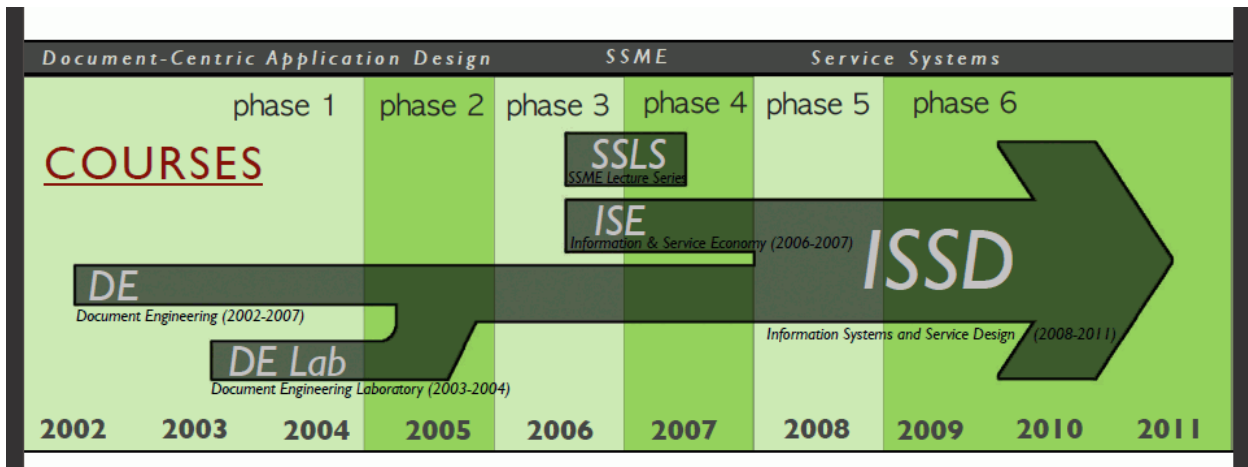 Document-Centric Application Design SSME Service Systems
phase 1 phase 2 phase 3 phase 4 phase 5 phase 6
COURSES
SSLS
SSME Lecture Series
ISE
Information & Service Economy (2006-2007)
ISSD
DE
Document Engineering (2002-2007)
Information Systems and Service Design (2008-2011)
DE Lab
Document Engineering Laboratory (2003-2004)
2002 2003 2004 2005 2006 2007 2008 2009 2010 2011